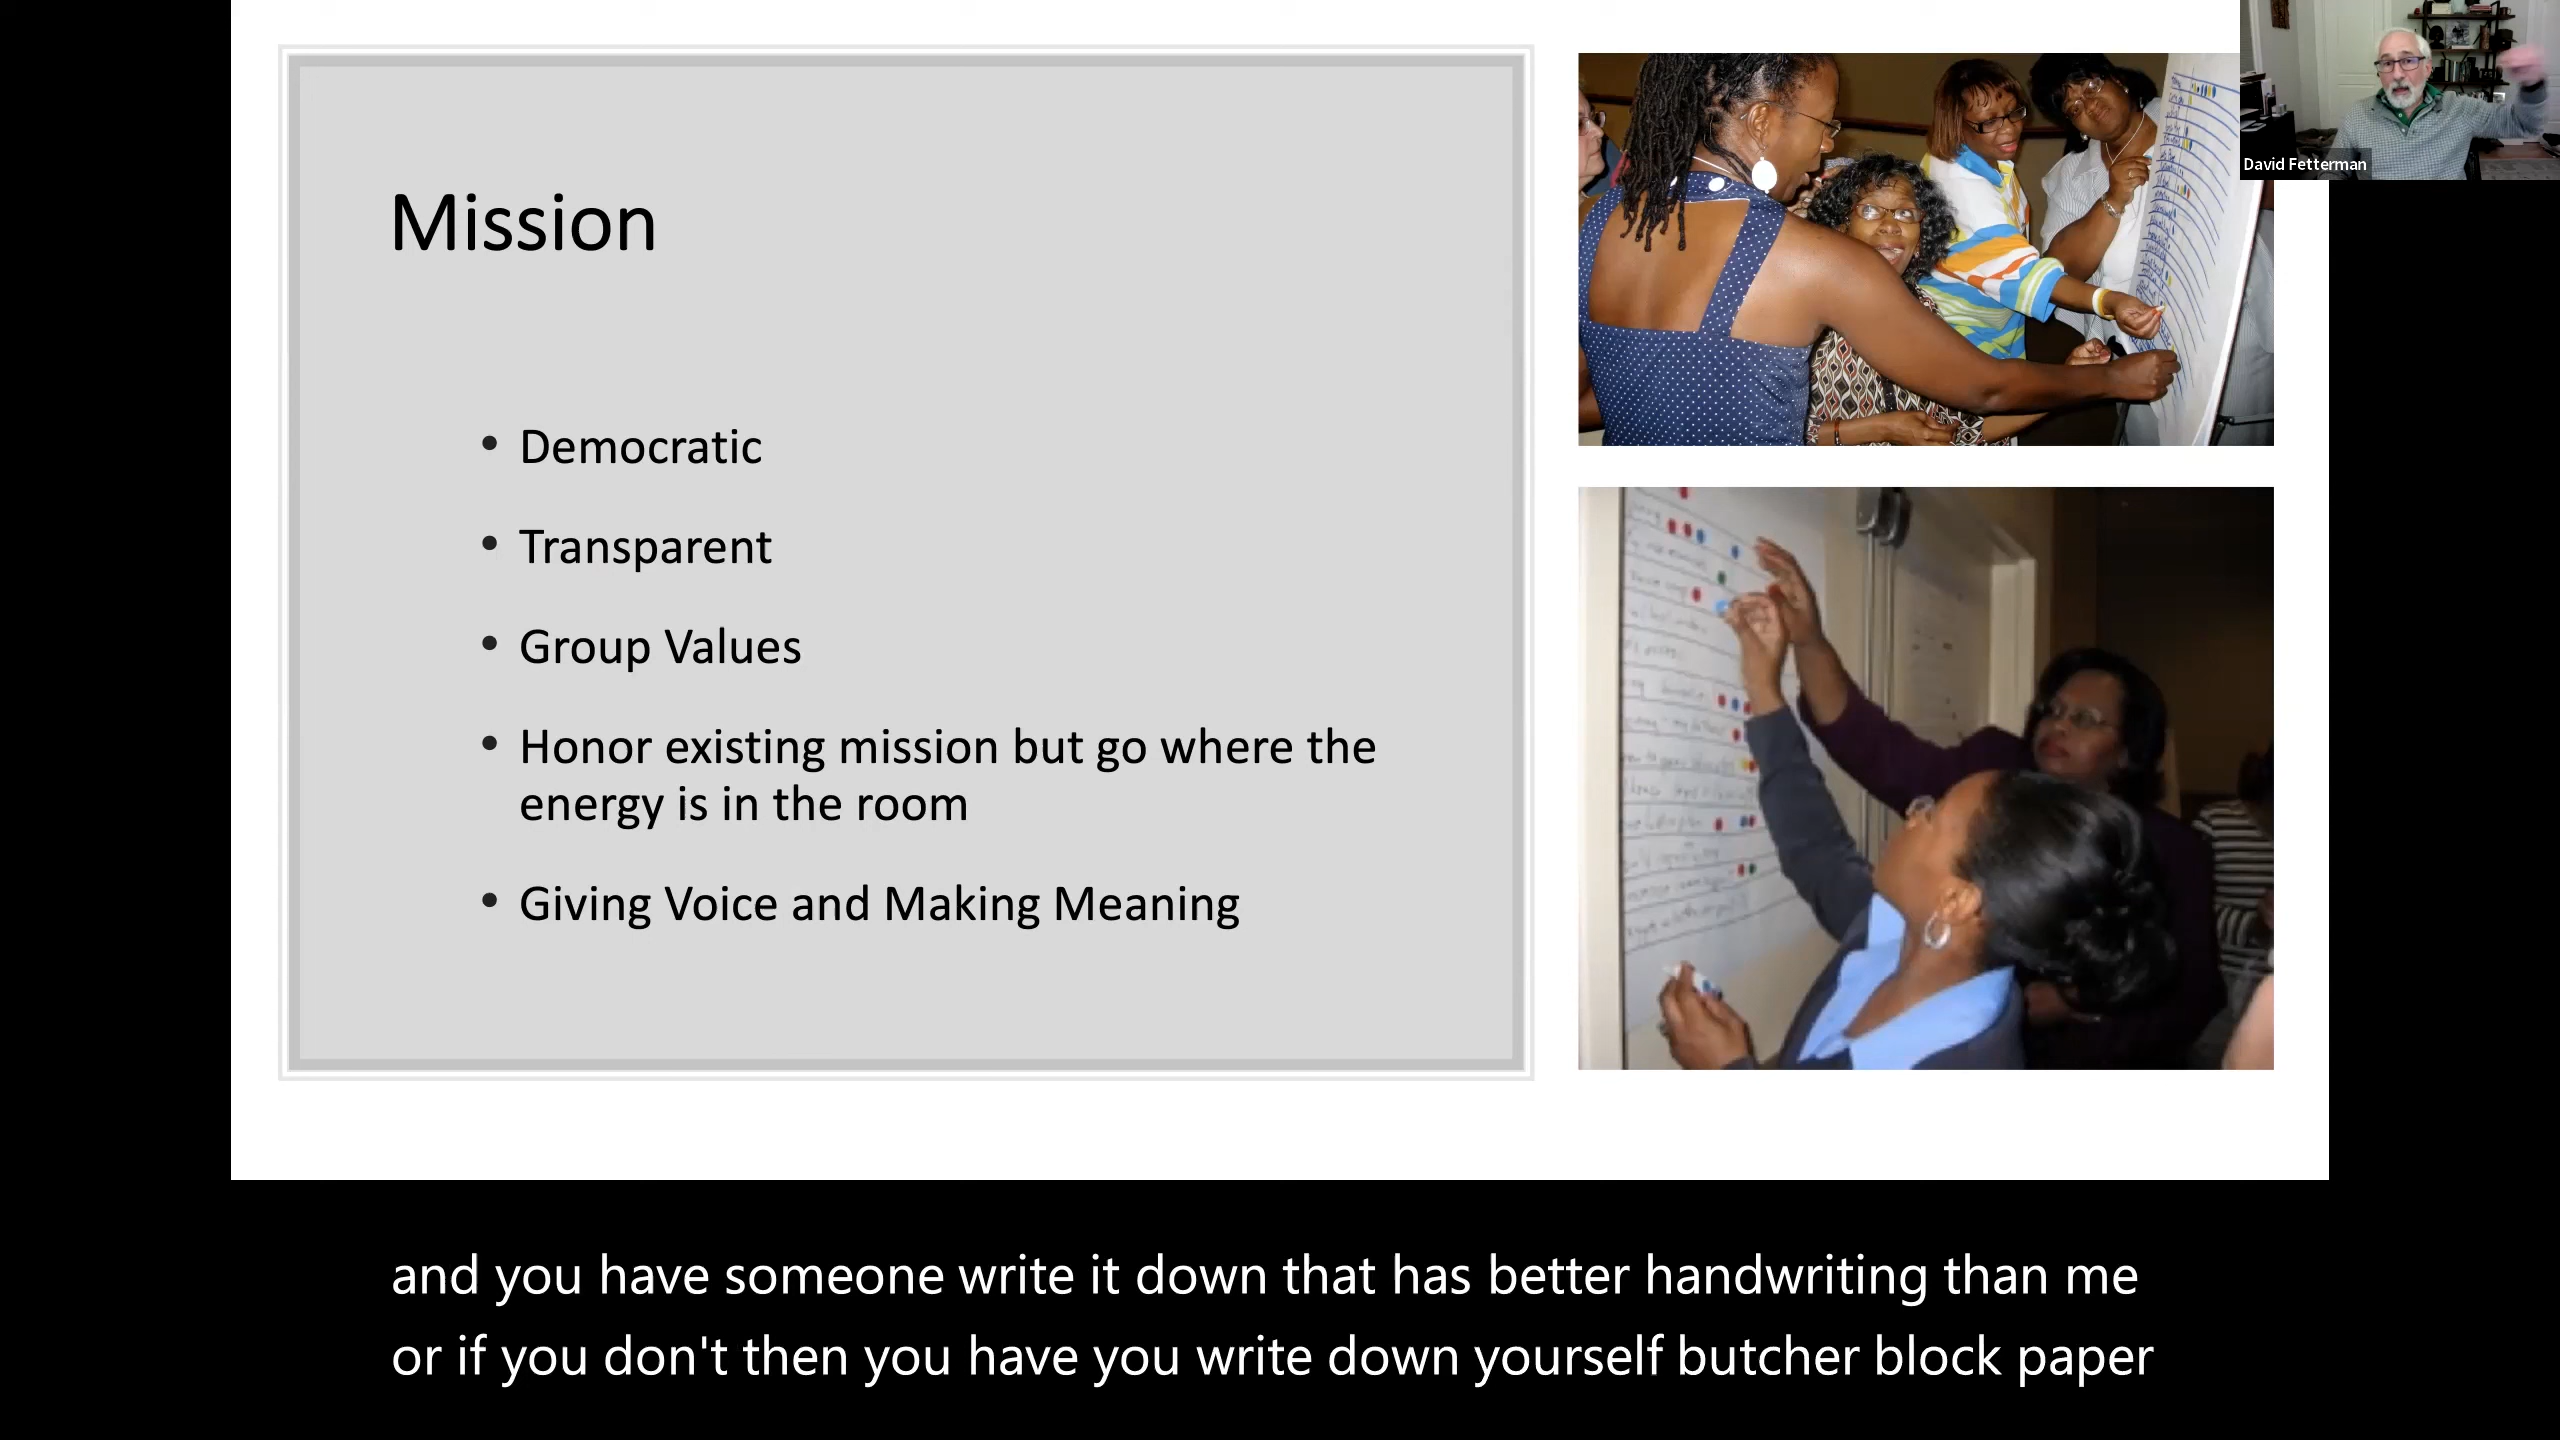 Mission
• Democratic
• Transparent
• Group Values
• Honor existing mission but go where the
energy is in the room
• Giving Voice and Making Meaning
David Fetterman
and you have someone write it down that has better handwriting than me
or if you don't then you have you write down yourself butcher block paper